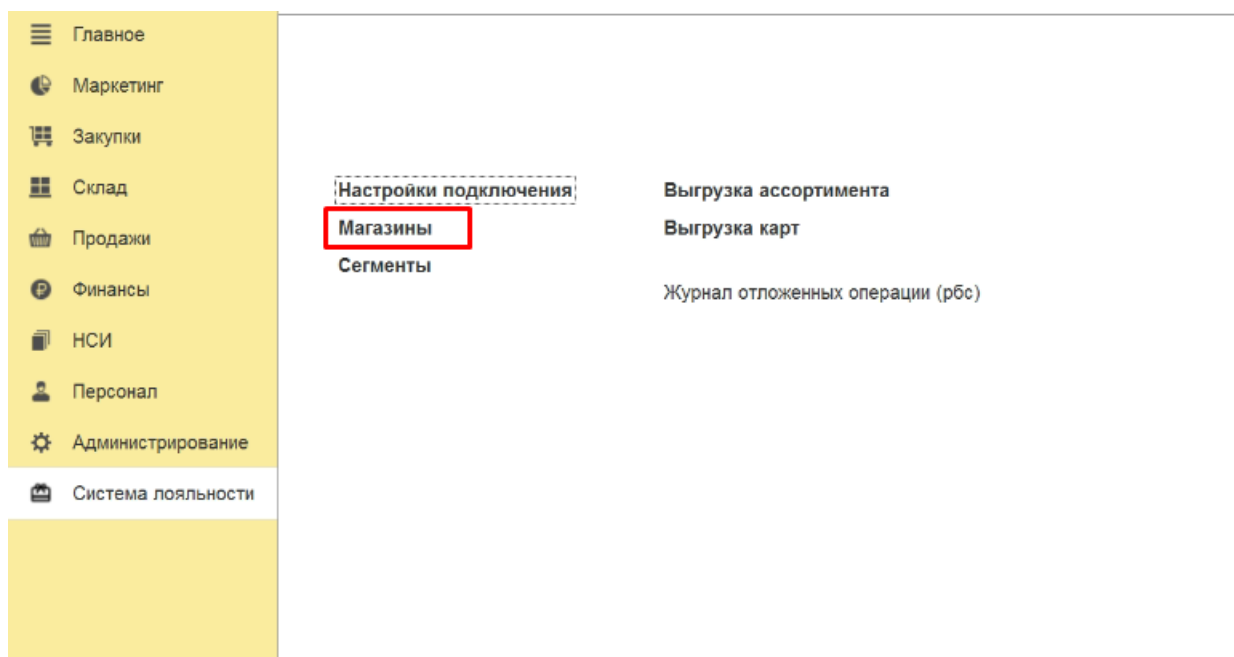 Главное
Маркетинг
Закупки
Склад
Продажи
Финансы
НСИ
Персонал
Администрирование
Система лояльности
Настройки подключения
Магазины
Сегменты
Выгрузка ассортимента
Выгрузка карт
Журнал отложенных операции (рбс)